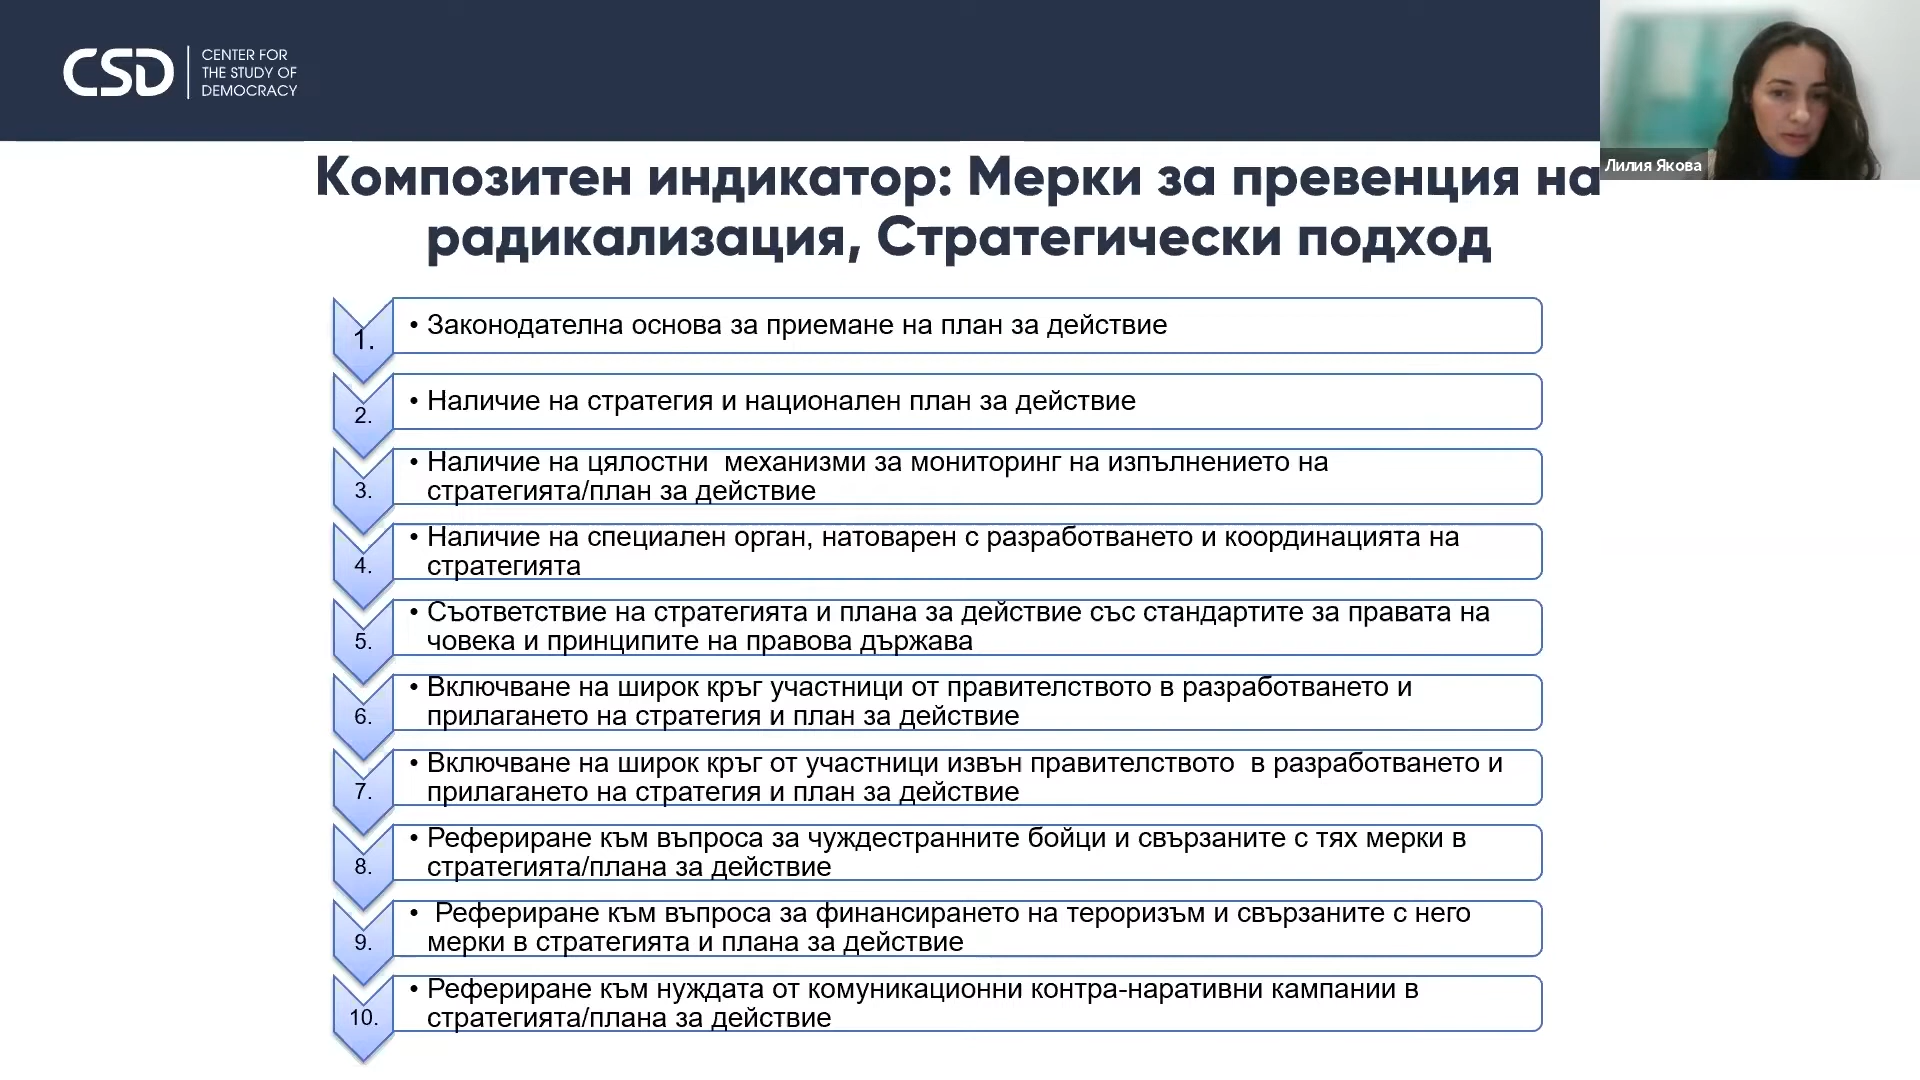 CSD
CENTER FOR
THE STUDY OF
DEMOCRACY
Лилия Якова
Композитен индикатор: Мерки за превенция на
радикализация, Стратегически подход
1.
• Законодателна основа за приемане на план за действие
2.
• Наличие на стратегия и национален план за действие
3.
• Наличие на цялостни  механизми за мониторинг на изпълнението на
стратегията/план за действие
4.
• Наличие на специален орган, натоварен с разработването и координацията на
стратегията
5.
• Съответствие на стратегията и плана за действие със стандартите за правата на
човека и принципите на правова държава
6.
• Включване на широк кръг участници от правителството в разработването и
прилагането на стратегия и план за действие
7.
• Включване на широк кръг от участници извън правителството  в разработването и
прилагането на стратегия и план за действие
8.
• Рефериране към въпроса за чуждестранните бойци и свързаните с тях мерки в
стратегията/плана за действие
9.
•  Рефериране към въпроса за финансирането на тероризъм и свързаните с него
мерки в стратегията и плана за действие
10.
• Рефериране към нуждата от комуникационни контра-наративни кампании в
стратегията/плана за действие